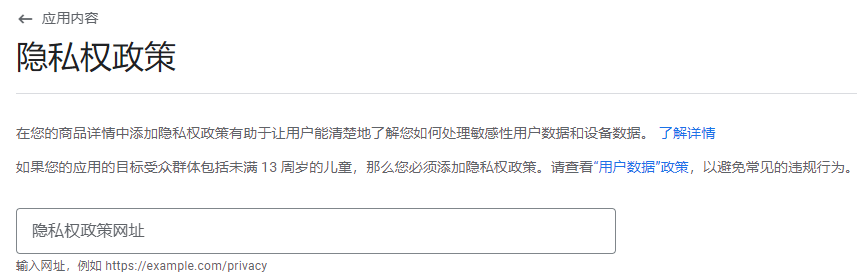 ← 应用内容
隐私权政策
在您的商品详情中添加隐私权政策有助于让用户能清楚地了解您如何处理敏感性用户数据和设备数据。 了解详情
如果您的应用的目标受众群体包括未满 13 周岁的儿童，那么您必须添加隐私权政策。请查看“用户数据”政策，以避免常见的违规行为。
隐私权政策网址
输入网址，例如 https://example.com/privacy